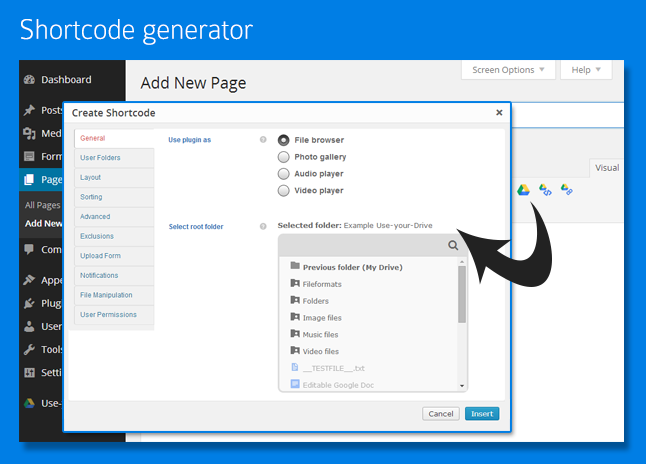 Shortcode generator
Dashboard
Add New Page
Screen Options
Help
Posts
Create Shortcode
General
User Folders
Layout
Sorting
Advanced
Exclusions
Upload Form
Notifications
File Manipulation
User Permissions
Use plugin as
File browser
Photo gallery
Audio player
Video player
Select root folder
Selected folder: Example Use-your-Drive
Previous folder (My Drive)
Fileformats
Folders
Image files
Music files
Video files
__TESTFILE__.txt
Editable Google Doc
Cancel
Insert
Visual
Med
Form
Page
All Pages
Add New
Com
Appe
Plug
User
Tools
Setti
Use-